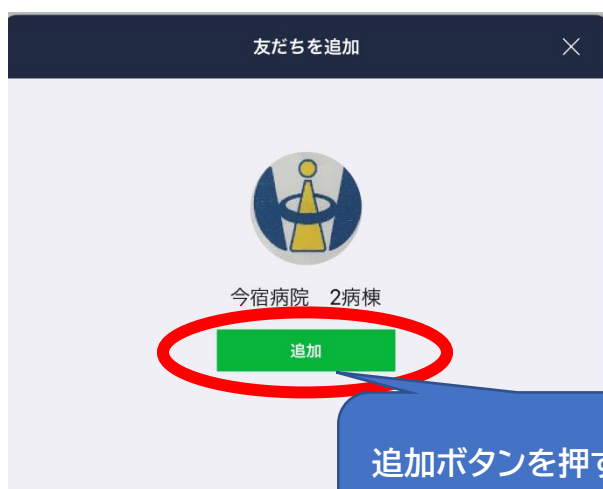 友だちを追加
今宿病院　2病棟
追加
追加ボタンを押す